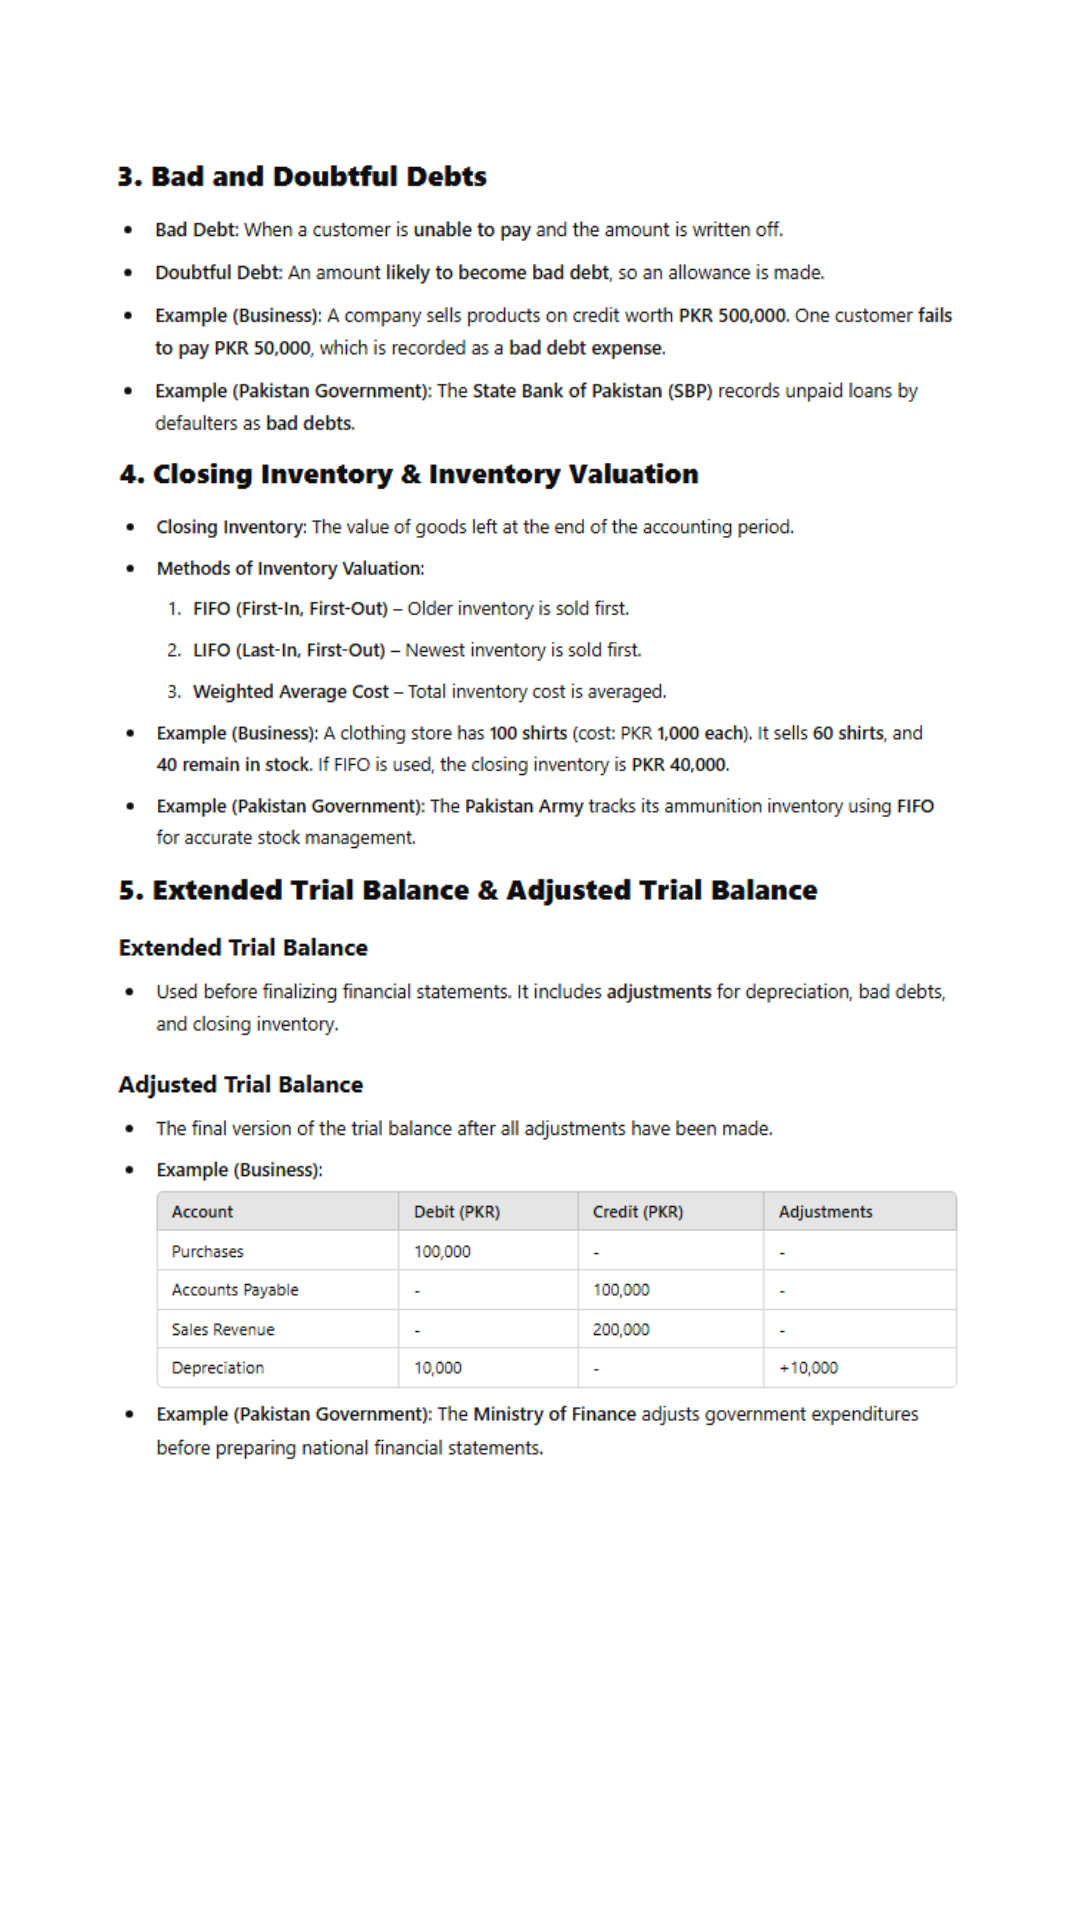 3. Bad and Doubtful Debts
• Bad Debt: When a customer is unable to pay and the amount is written off.
• Doubtful Debt: An amount likely to become bad debt, so an allowance is made.
• Example (Business): A company sells products on credit worth PKR 500,000. One customer fails
to pay PKR 50,000, which is recorded as a bad debt expense.
• Example (Pakistan Government): The State Bank of Pakistan (SBP) records unpaid loans by
defaulters as bad debts.
4. Closing Inventory & Inventory Valuation
• Closing Inventory: The value of goods left at the end of the accounting period.
• Methods of Inventory Valuation:
1. FIFO (First-In, First-Out) – Older inventory is sold first.
2. LIFO (Last-In, First-Out) – Newest inventory is sold first.
3. Weighted Average Cost – Total inventory cost is averaged.
• Example (Business): A clothing store has 100 shirts (cost: PKR 1,000 each). It sells 60 shirts, and
40 remain in stock. If FIFO is used, the closing inventory is PKR 40,000.
• Example (Pakistan Government): The Pakistan Army tracks its ammunition inventory using FIFO
for accurate stock management.
5. Extended Trial Balance & Adjusted Trial Balance
Extended Trial Balance
• Used before finalizing financial statements. It includes adjustments for depreciation, bad debts,
and closing inventory.
Adjusted Trial Balance
• The final version of the trial balance after all adjustments have been made.
• Example (Business):
Account Debit (PKR) Credit (PKR) Adjustments
Purchases 100,000 - -
Accounts Payable - 100,000 -
Sales Revenue - 200,000 -
Depreciation 10,000 - +10,000
• Example (Pakistan Government): The Ministry of Finance adjusts government expenditures
before preparing national financial statements.